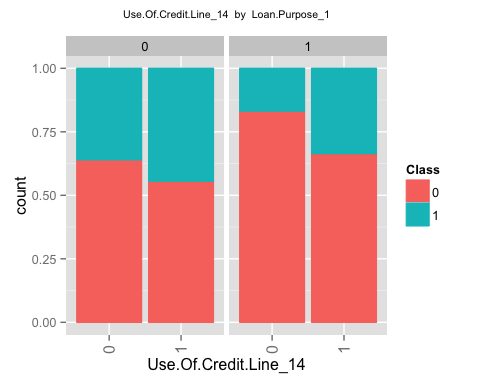 Use.Of.Credit.Line_14 by Loan.Purpose_1
0 1
1.00
0.75
0.50
0.25
0.00
count
0 1 0 1
Use.Of.Credit.Line_14
Class
0
1